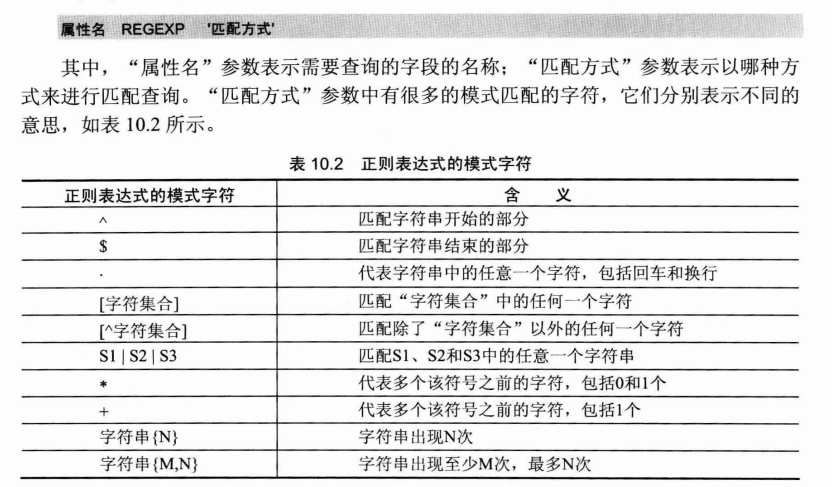 属性名 REGEXP '匹配方式'
其中，“属性名”参数表示需要查询的字段的名称；“匹配方式”参数表示以哪种方
式来进行匹配查询。“匹配方式”参数中有很多的模式匹配的字符，它们分别表示不同的
意思，如表 10.2 所示。
表 10.2 正则表达式的模式字符
正则表达式的模式字符 含 义
^ 匹配字符串开始的部分
$ 匹配字符串结束的部分
. 代表字符串中的任意一个字符，包括回车和换行
[字符集合] 匹配“字符集合”中的任何一个字符
[^字符集合] 匹配除了“字符集合”以外的任何一个字符
S1 | S2 | S3 匹配S1、S2和S3中的任意一个字符串
* 代表多个该符号之前的字符，包括0和1个
+ 代表多个该符号之前的字符，包括1个
字符串{N} 字符串出现N次
字符串{M,N} 字符串出现至少M次，最多N次